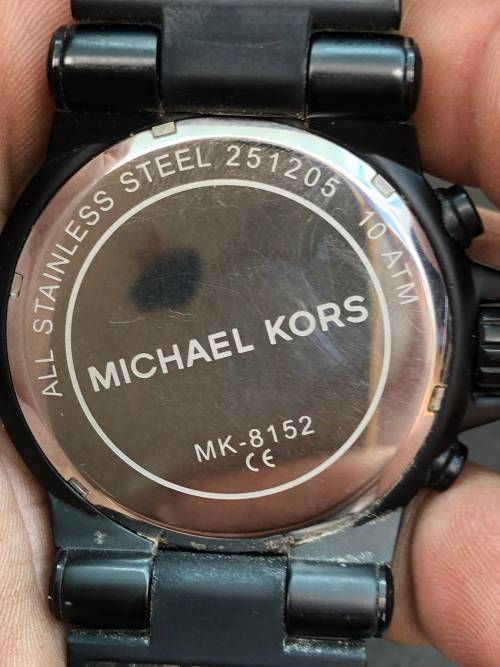 ALL STAINLESS STEEL 251205 10 ATM
MICHAEL KORS
MK-8152
CE